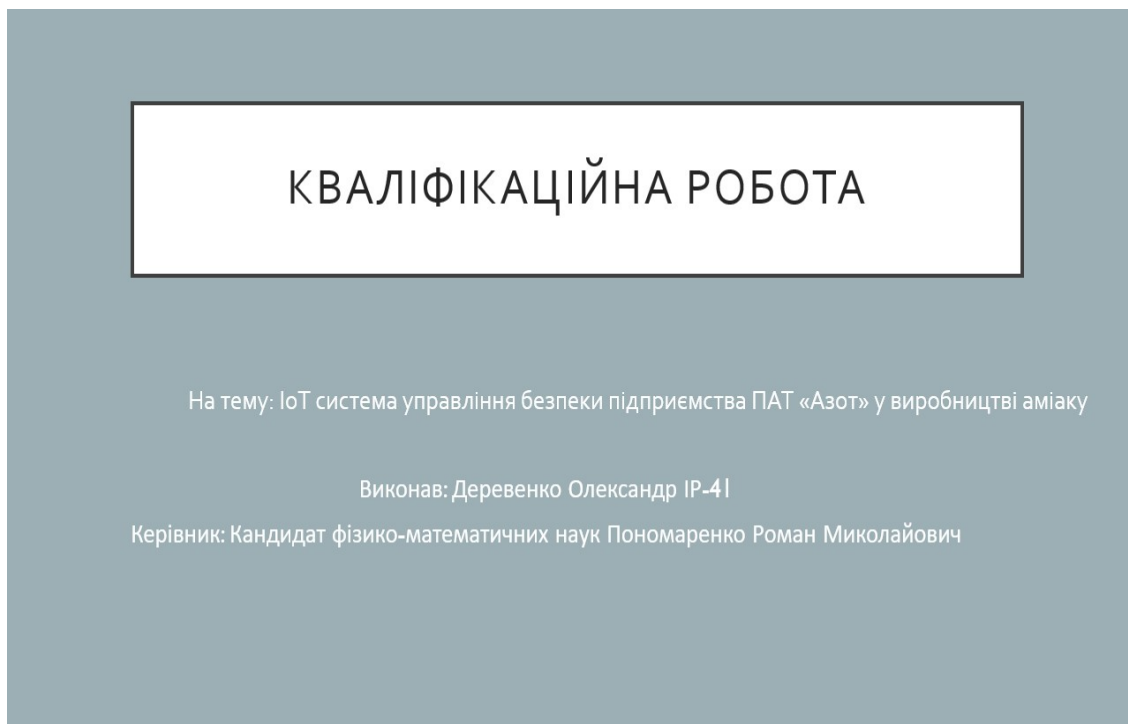 КВАЛІФІКАЦІЙНА РОБОТА
На тему: IoT система управління безпеки підприємства ПАТ «Азот» у виробництві аміаку
Виконав: Деревенко Олександр ІР-41
Керівник: Кандидат фізико-математичних наук Пономаренко Роман Миколайович